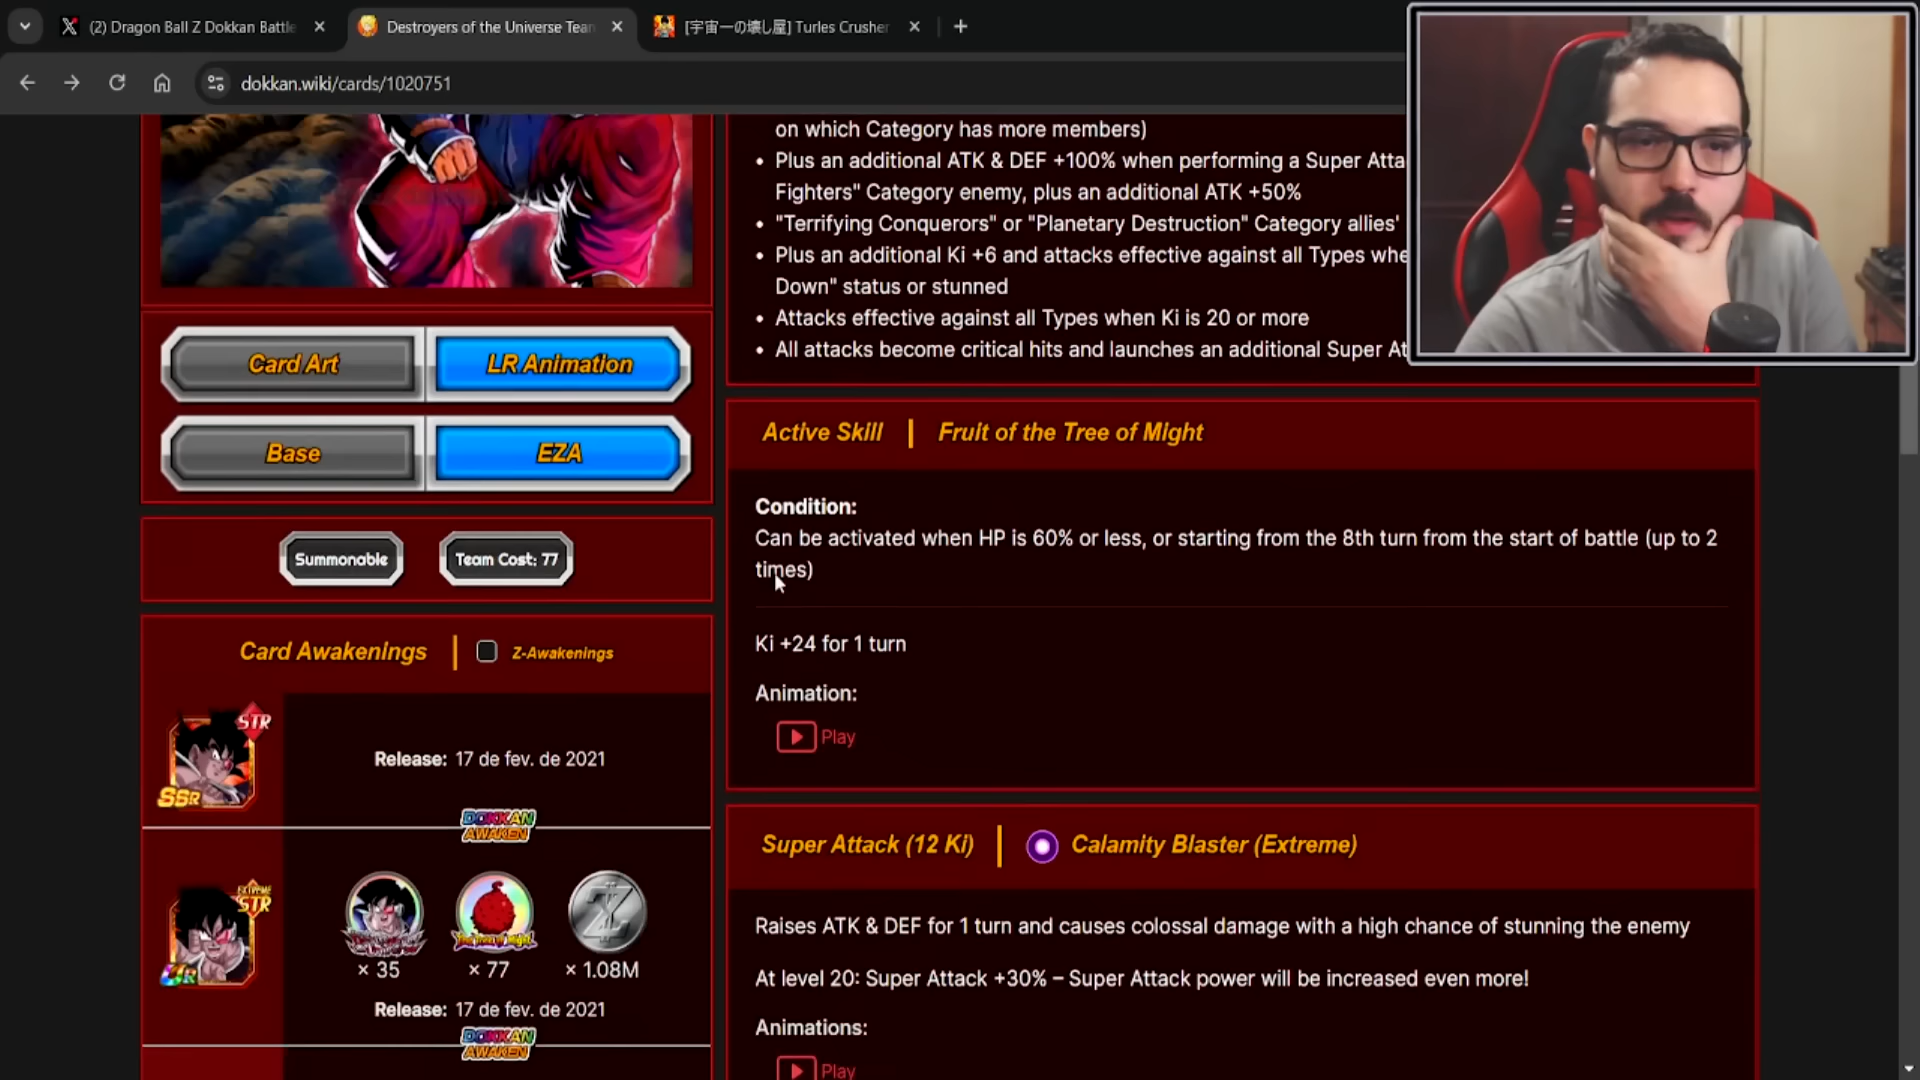 (2) Dragon Ball Z Dokkan Battle
Destroyers of the Universe Team
[宇宙一の壊し屋] Turles Crusher
dokkan.wiki/cards/1020751
on which Category has more members)
Plus an additional ATK & DEF +100% when performing a Super Atta
Fighters" Category enemy, plus an additional ATK +50%
"Terrifying Conquerors" or "Planetary Destruction" Category allies'
Plus an additional Ki +6 and attacks effective against all Types whe
Down" status or stunned
Attacks effective against all Types when Ki is 20 or more
All attacks become critical hits and launches an additional Super At
Card Art
LR Animation
Base
EZA
Summonable
Team Cost: 77
Card Awakenings
Z-Awakenings
STR
SSR
Release: 17 de fev. de 2021
DOKKAN
AWAKEN
EXTREME
STR
UR
× 35
× 77
× 1.08M
Release: 17 de fev. de 2021
DOKKAN
AWAKEN
Active Skill
Fruit of the Tree of Might
Condition:
Can be activated when HP is 60% or less, or starting from the 8th turn from the start of battle (up to 2
times)
Ki +24 for 1 turn
Animation:
Play
Super Attack (12 Ki)
Calamity Blaster (Extreme)
Raises ATK & DEF for 1 turn and causes colossal damage with a high chance of stunning the enemy
At level 20: Super Attack +30% – Super Attack power will be increased even more!
Animations:
Play